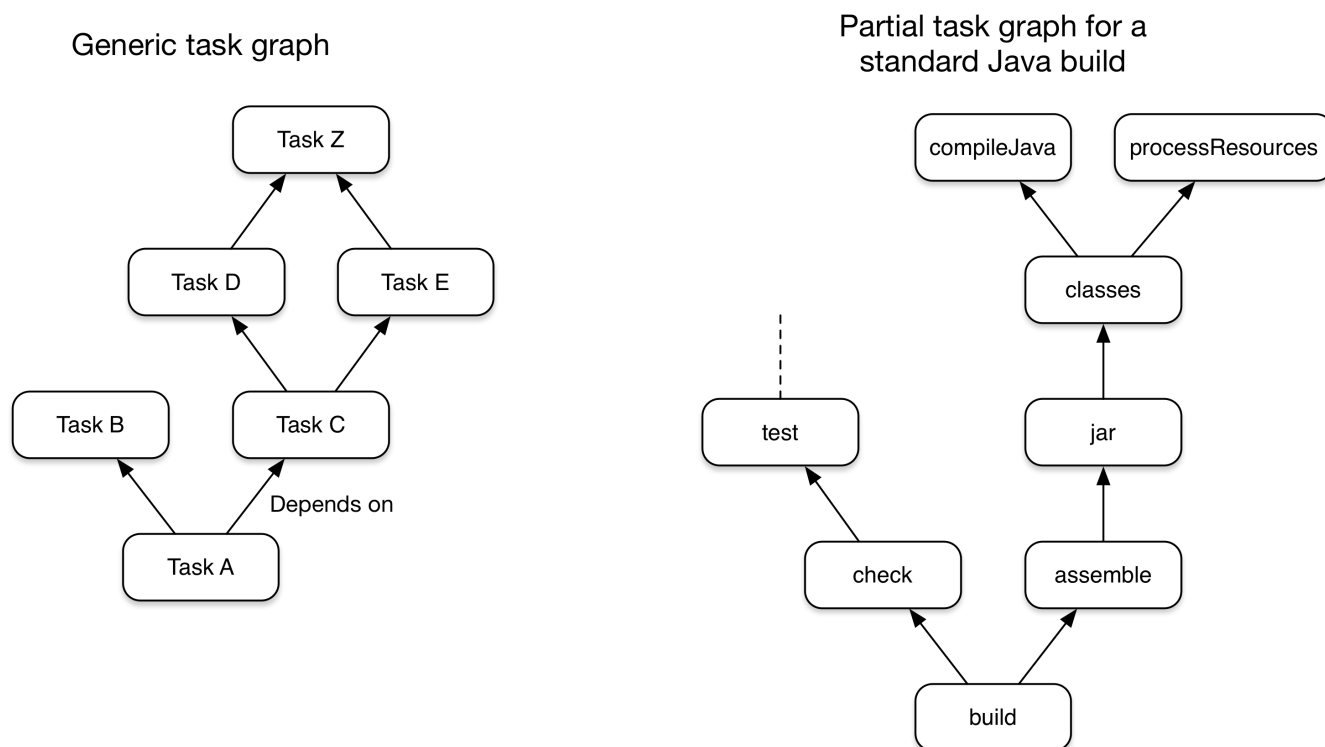 Generic task graph
Task Z
Task D
Task E
Task B
Task C
Depends on
Task A
Partial task graph for a
standard Java build
compileJava
processResources
classes
test
jar
check
assemble
build